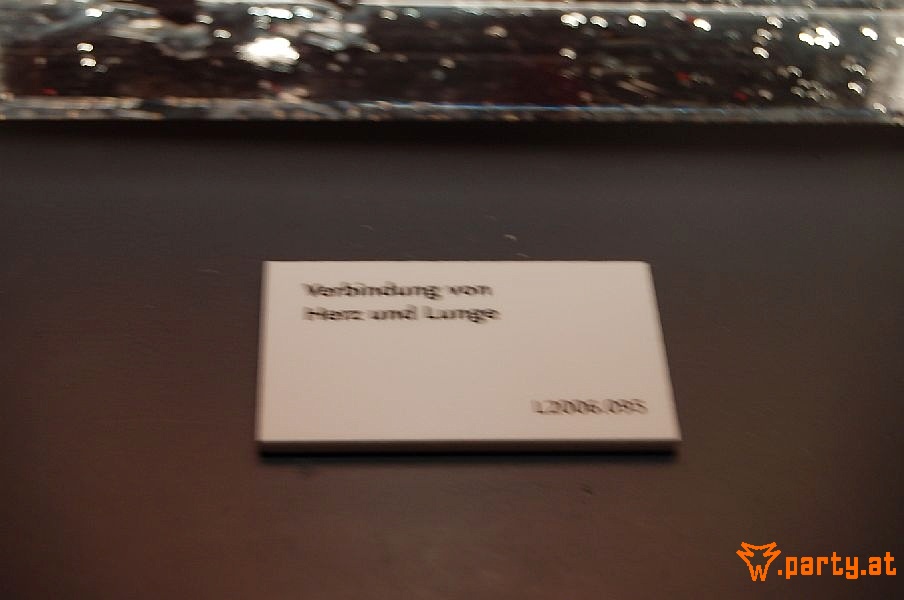 Verbindung von
Herz und Lunge
L2006.095
W.party.at